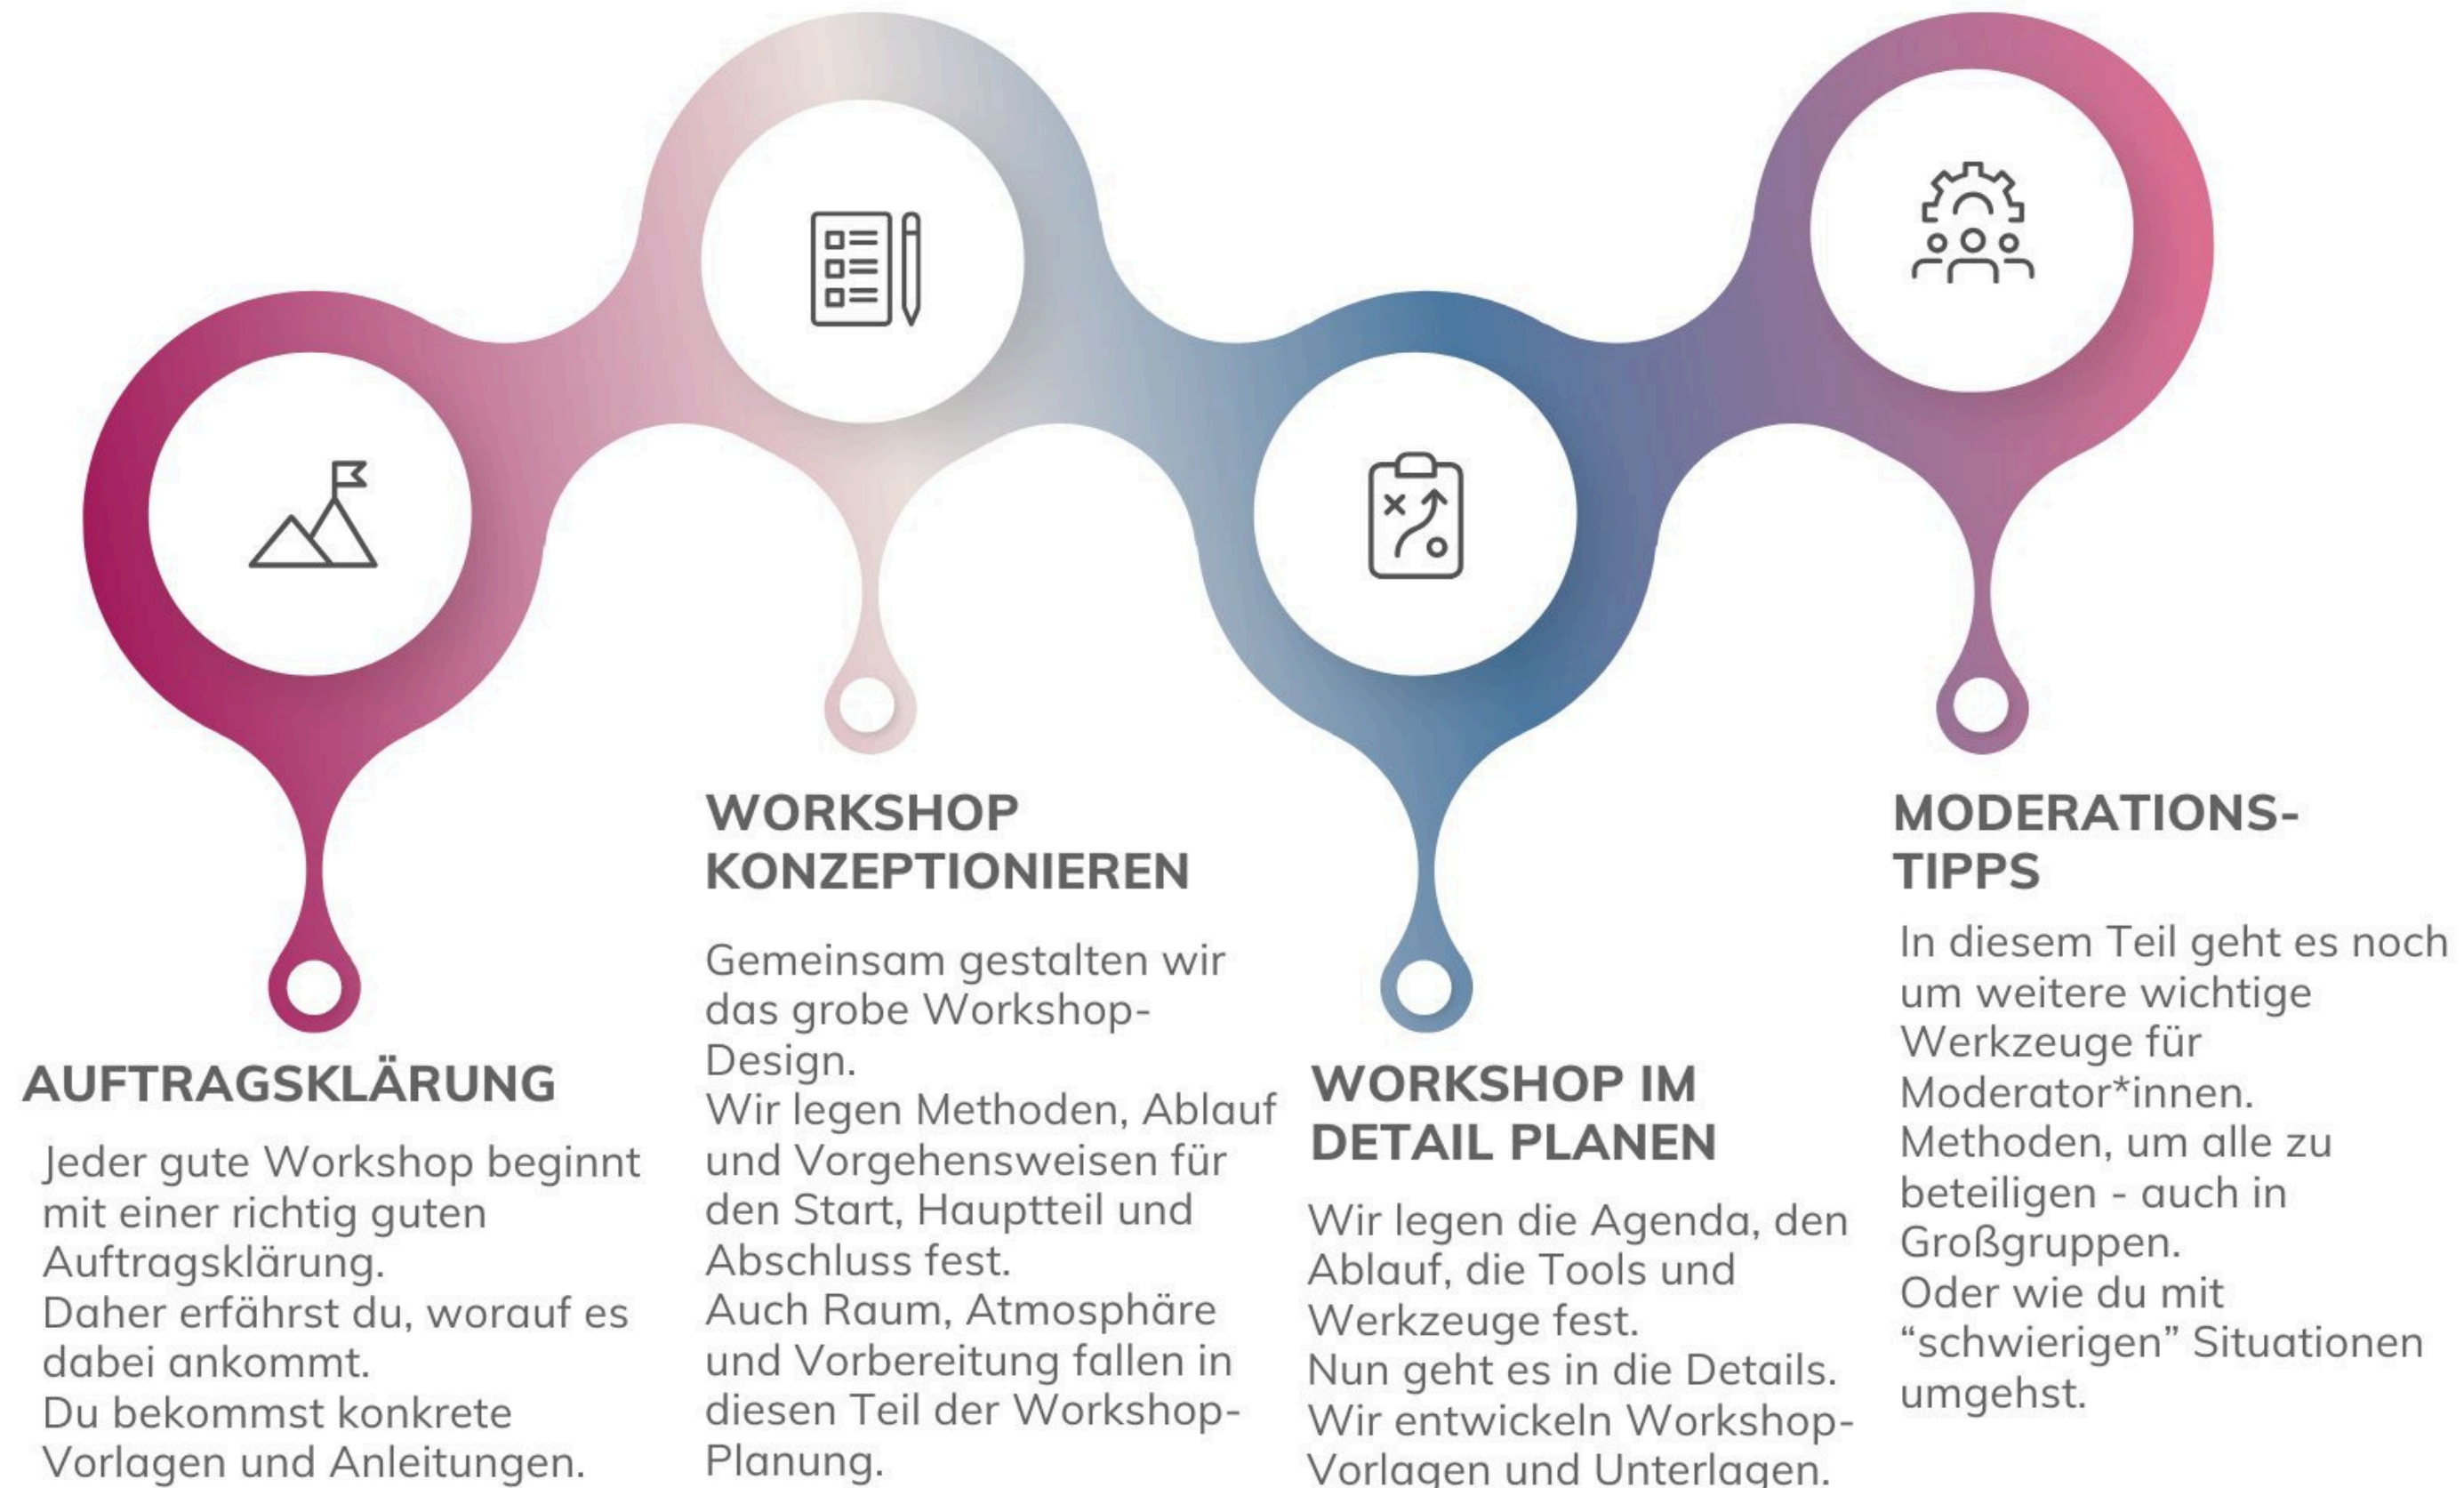 AUFTRAGSKLÄRUNG
Jeder gute Workshop beginnt
mit einer richtig guten
Auftragsklärung.
Daher erfährst du, worauf es
dabei ankommt.
Du bekommst konkrete
Vorlagen und Anleitungen.
WORKSHOP
KONZEPTIONIEREN
Gemeinsam gestalten wir
das grobe Workshop-
Design.
Wir legen Methoden, Ablauf
und Vorgehensweisen für
den Start, Hauptteil und
Abschluss fest.
Auch Raum, Atmosphäre
und Vorbereitung fallen in
diesen Teil der Workshop-
Planung.
WORKSHOP IM
DETAIL PLANEN
Wir legen die Agenda, den
Ablauf, die Tools und
Werkzeuge fest.
Nun geht es in die Details.
Wir entwickeln Workshop-
Vorlagen und Unterlagen.
MODERATIONS-
TIPPS
In diesem Teil geht es noch
um weitere wichtige
Werkzeuge für
Moderator*innen.
Methoden, um alle zu
beteiligen - auch in
Großgruppen.
Oder wie du mit
“schwierigen” Situationen
umgehst.